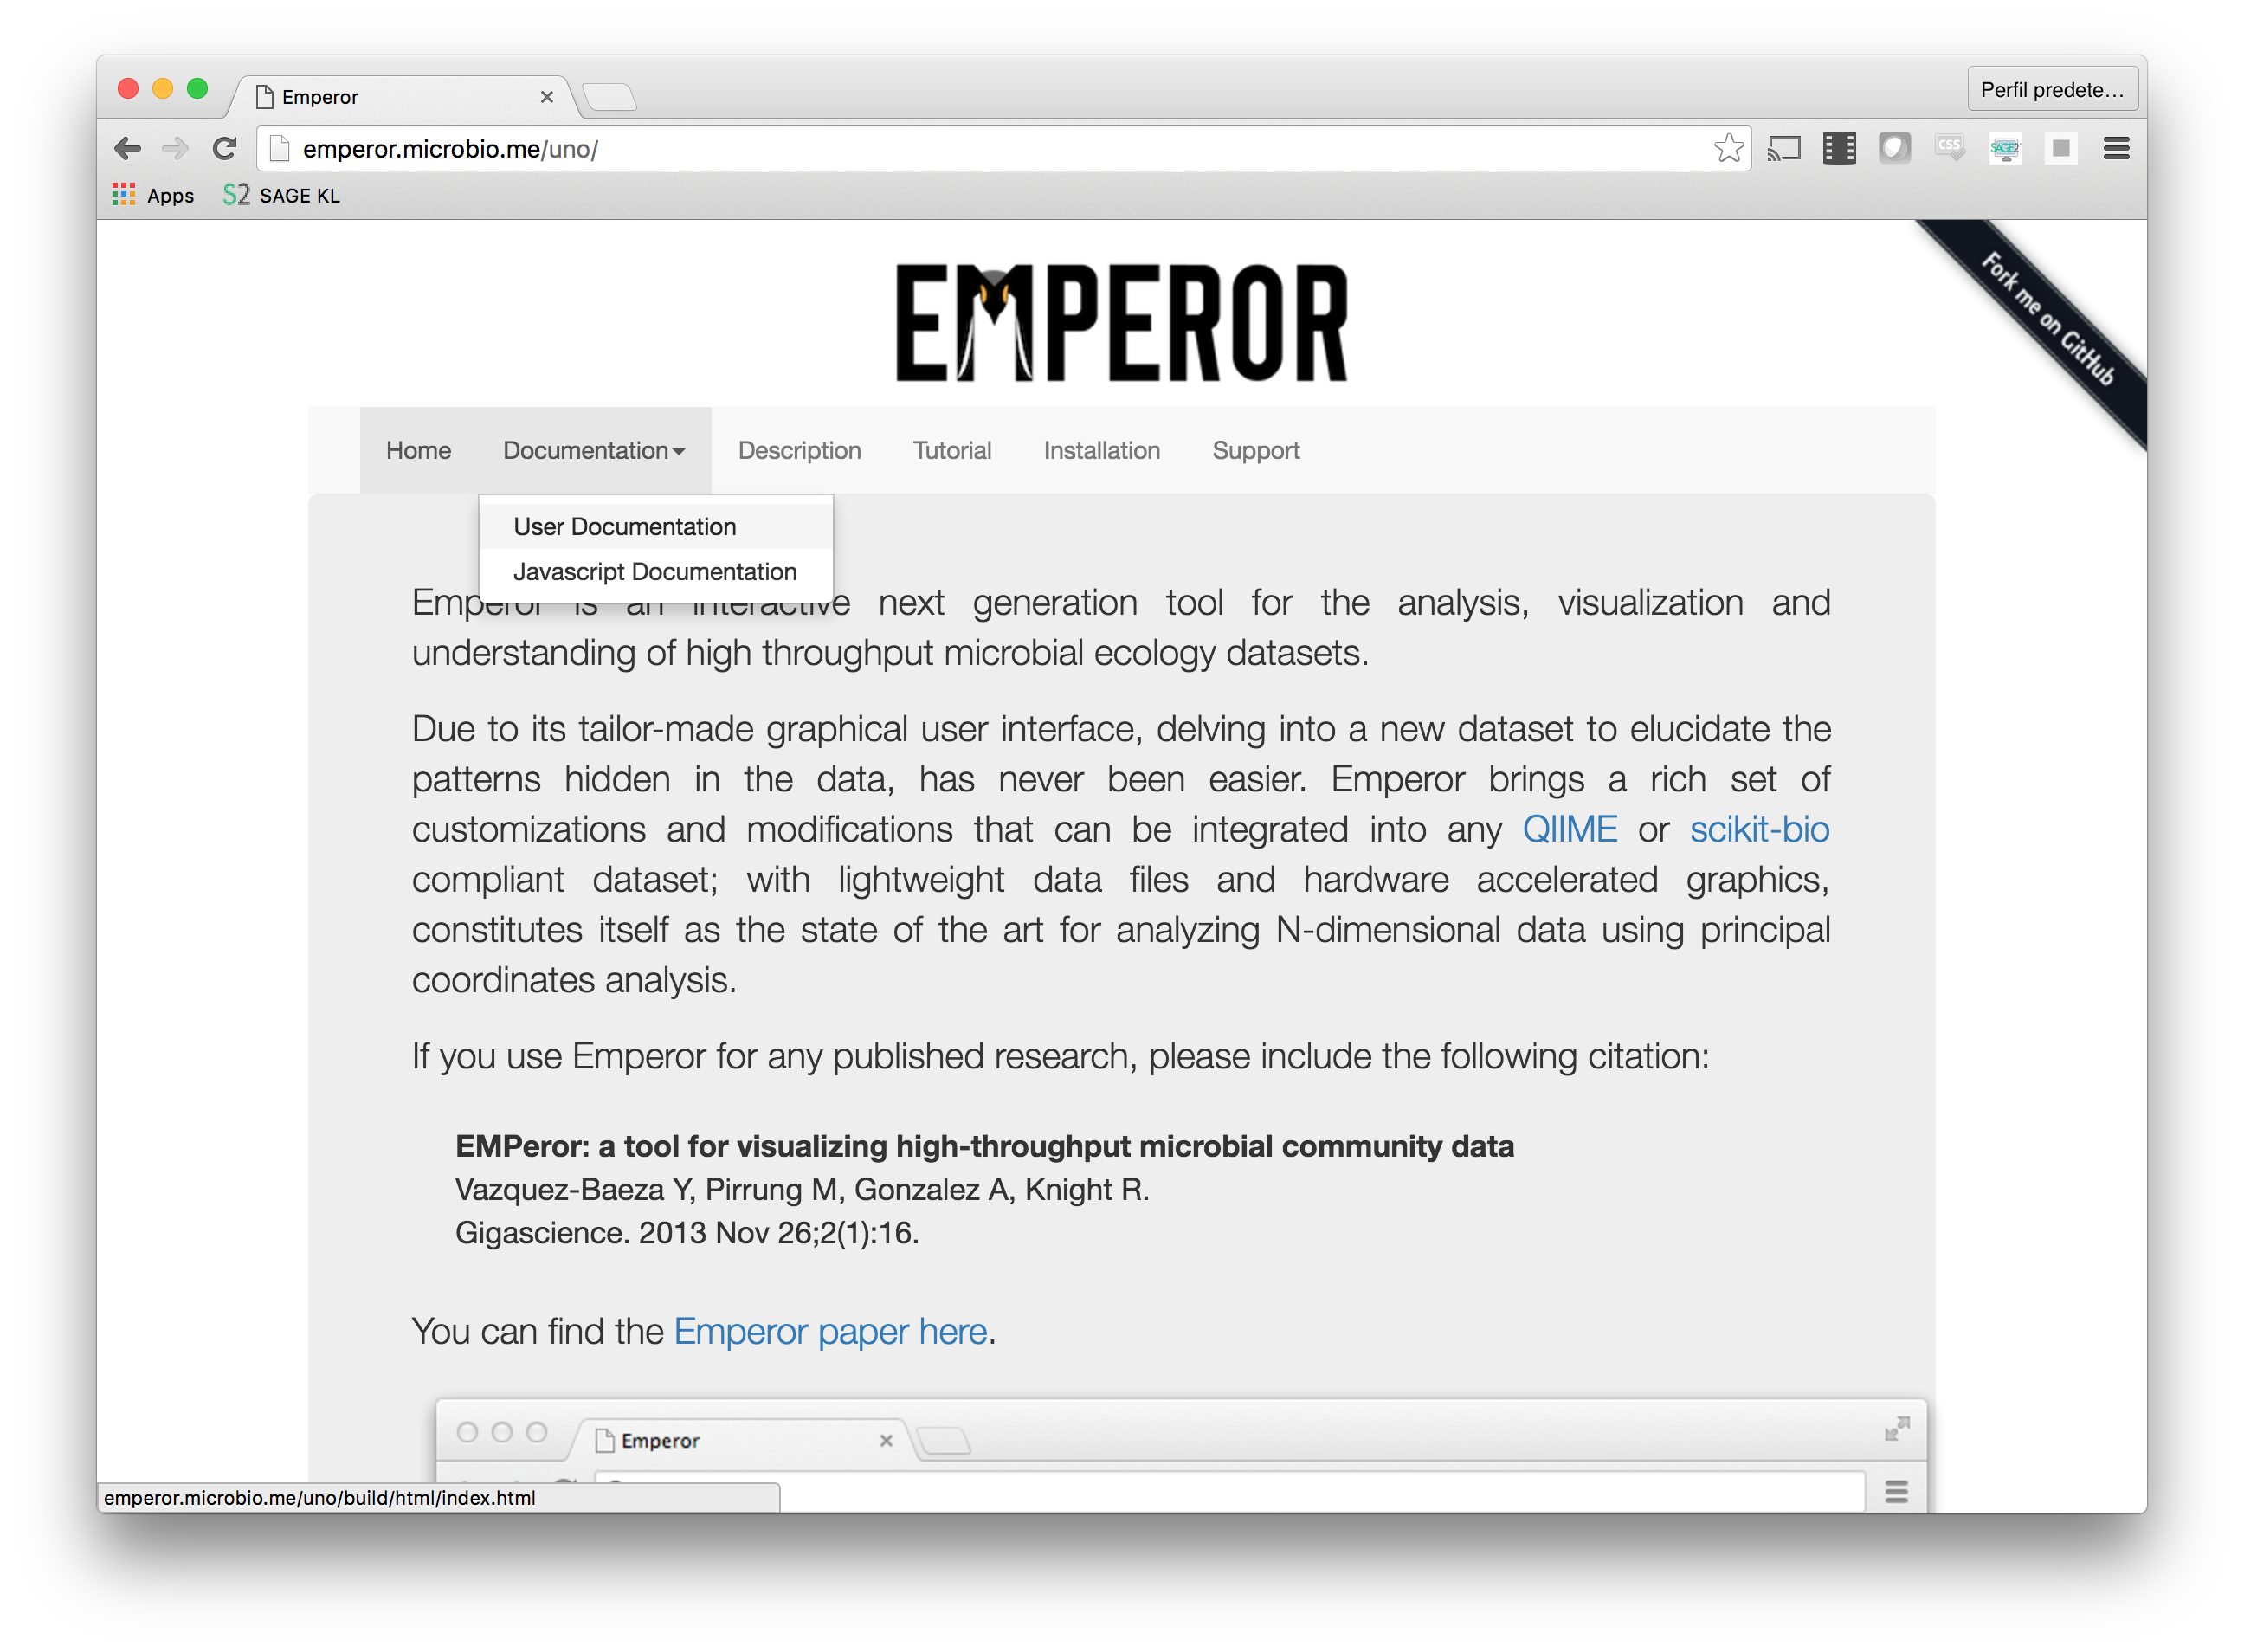 Emperor
Perfil predete...
emperor.microbio.me/uno/
CSS
SAGE2
Apps
S2 SAGE KL
EMPEROR
Fork me on GitHub
Home Documentation Description Tutorial Installation Support
User Documentation
Javascript Documentation
Emperor is an interactive next generation tool for the analysis, visualization and
understanding of high throughput microbial ecology datasets.
Due to its tailor-made graphical user interface, delving into a new dataset to elucidate the
patterns hidden in the data, has never been easier. Emperor brings a rich set of
customizations and modifications that can be integrated into any QIIME or scikit-bio
compliant dataset; with lightweight data files and hardware accelerated graphics,
constitutes itself as the state of the art for analyzing N-dimensional data using principal
coordinates analysis.
If you use Emperor for any published research, please include the following citation:
EMPeror: a tool for visualizing high-throughput microbial community data
Vazquez-Baeza Y, Pirrung M, Gonzalez A, Knight R.
Gigascience. 2013 Nov 26;2(1):16.
You can find the Emperor paper here.
Emperor
emperor.microbio.me/uno/build/html/index.html